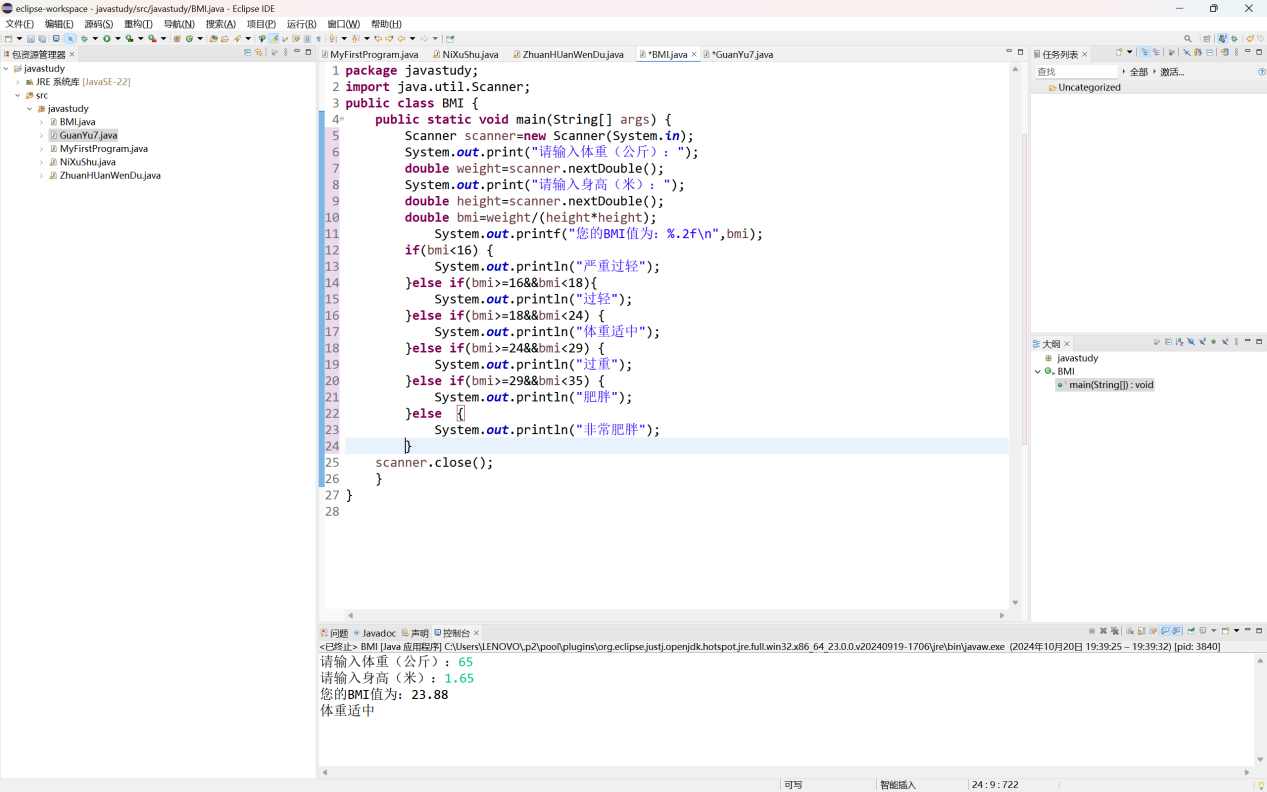 eclipse-workspace - javastudy/src/javastudy/BMI.java - Eclipse IDE
文件(F) 编辑(E) 源码(S) 重构(T) 导航(N) 搜索(A) 项目(P) 运行(R) 窗口(W) 帮助(H)
包资源管理器
javastudy
JRE 系统库 [JavaSE-22]
src
javastudy
BMI.java
GuanYu7.java
MyFirstProgram.java
NiXuShu.java
ZhuanHUanWenDu.java
MyFirstProgram.java NiXuShu.java ZhuanHUanWenDu.java *BMI.java *GuanYu7.java
1 package javastudy;
2 import java.util.Scanner;
3 public class BMI {
4 public static void main(String[] args) {
5 Scanner scanner=new Scanner(System.in);
6 System.out.print("请输入体重（公斤）：");
7 double weight=scanner.nextDouble();
8 System.out.print("请输入身高（米）：");
9 double height=scanner.nextDouble();
10 double bmi=weight/(height*height);
11 System.out.printf("您的BMI值为：%.2f\n",bmi);
12 if(bmi<16) {
13 System.out.println("严重过轻");
14 }else if(bmi>=16&&bmi<18){
15 System.out.println("过轻");
16 }else if(bmi>=18&&bmi<24) {
17 System.out.println("体重适中");
18 }else if(bmi>=24&&bmi<29) {
19 System.out.println("过重");
20 }else if(bmi>=29&&bmi<35) {
21 System.out.println("肥胖");
22 }else  {
23 System.out.println("非常肥胖");
24 }
25 scanner.close();
26 }
27 }
28
任务列表
查找 全部 激活...
Uncategorized
大纲
javastudy
BMI
main(String[]) : void
问题 Javadoc 声明 控制台
<已终止> BMI [Java 应用程序] C:\Users\LENOVO\.p2\pool\plugins\org.eclipse.justj.openjdk.hotspot.jre.full.win32.x86_64_23.0.0.v20240919-1706\jre\bin\javaw.exe (2024年10月20日 19:39:25 – 19:39:32) [pid: 3840]
请输入体重（公斤）：65
请输入身高（米）：1.65
您的BMI值为：23.88
体重适中
可写 智能插入 24 : 9 : 722